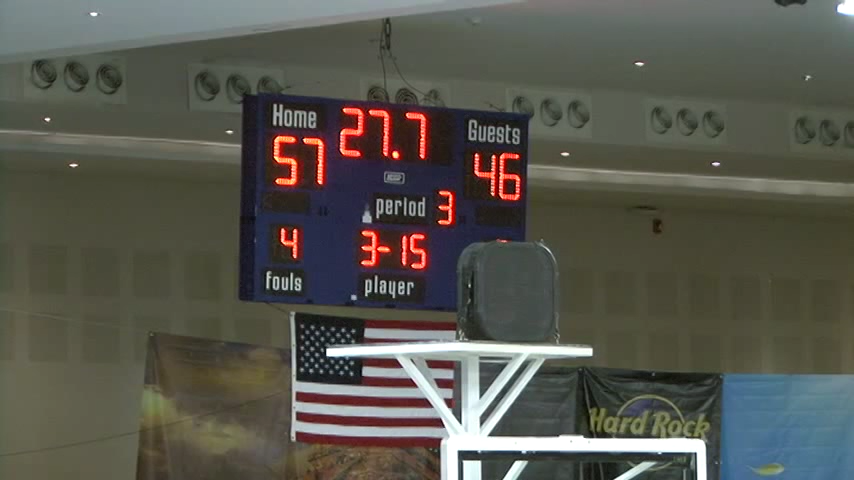 Home 27.7 Guests
57 46
period 3
4 3-15
fouls player
Hard Rock